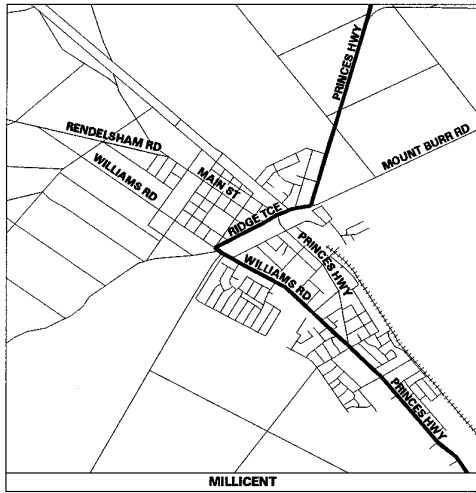 PRINCES HWY
RENDELSHAM RD
MOUNT BURR RD
WILLIAMS RD
MAIN ST
RIDGE TCE
PRINCES HWY
WILLIAMS RD
PRINCES HWY
MILLICENT